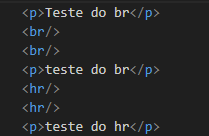 <p>Teste do br</p>
<br/>
<br/>
<p>teste do br</p>
<hr/>
<hr/>
<p>teste do hr</p>